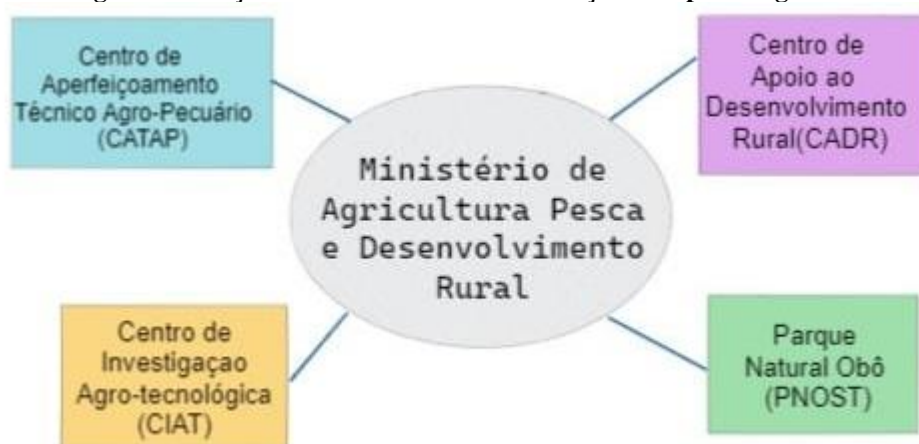 Centro de
Aperfeiçoamento
Técnico Agro-Pecuário
(CATAP)
Centro de
Apoio ao
Desenvolvimento
Rural(CADR)
Ministério de
Agricultura Pesca
e Desenvolvimento
Rural
Centro de
Investigaçao
Agro-tecnológica
(CIAT)
Parque
Natural Obô
(PNOST)